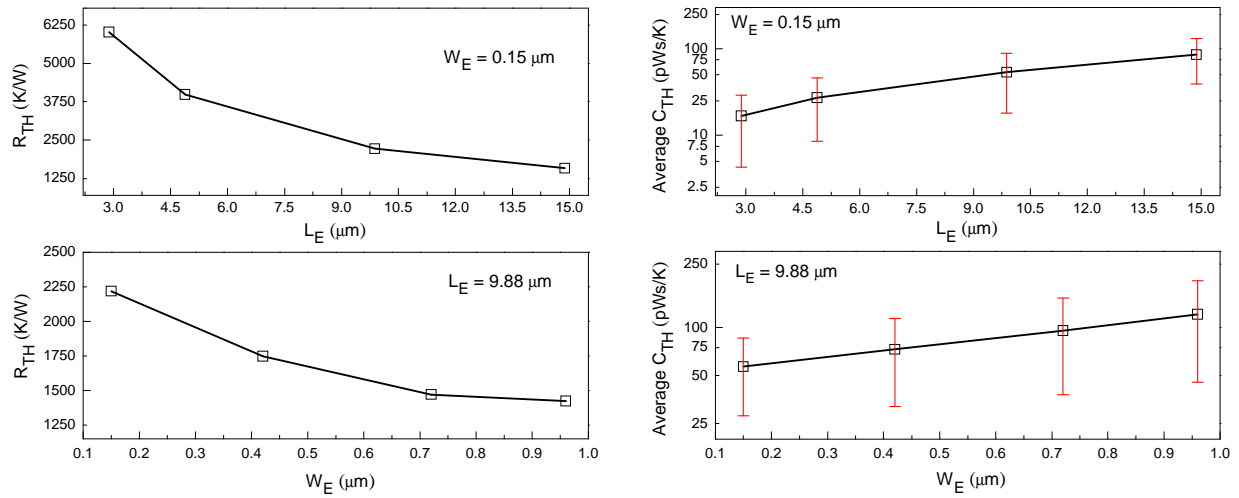 R_TH (K/W)
6250
5000
3750
2500
1250
W_E = 0.15 μm
3.0 4.5 6.0 7.5 9.0 10.5 12.0 13.5 15.0
L_E (μm)
Average C_TH (pWs/K)
250
100
75
50
25
10
7.5
5
2.5
W_E = 0.15 μm
3.0 4.5 6.0 7.5 9.0 10.5 12.0 13.5 15.0
L_E (μm)
R_TH (K/W)
2500
2250
2000
1750
1500
1250
L_E = 9.88 μm
0.1 0.2 0.3 0.4 0.5 0.6 0.7 0.8 0.9 1.0
W_E (μm)
Average C_TH (pWs/K)
250
100
75
50
25
L_E = 9.88 μm
0.1 0.2 0.3 0.4 0.5 0.6 0.7 0.8 0.9 1.0
W_E (μm)